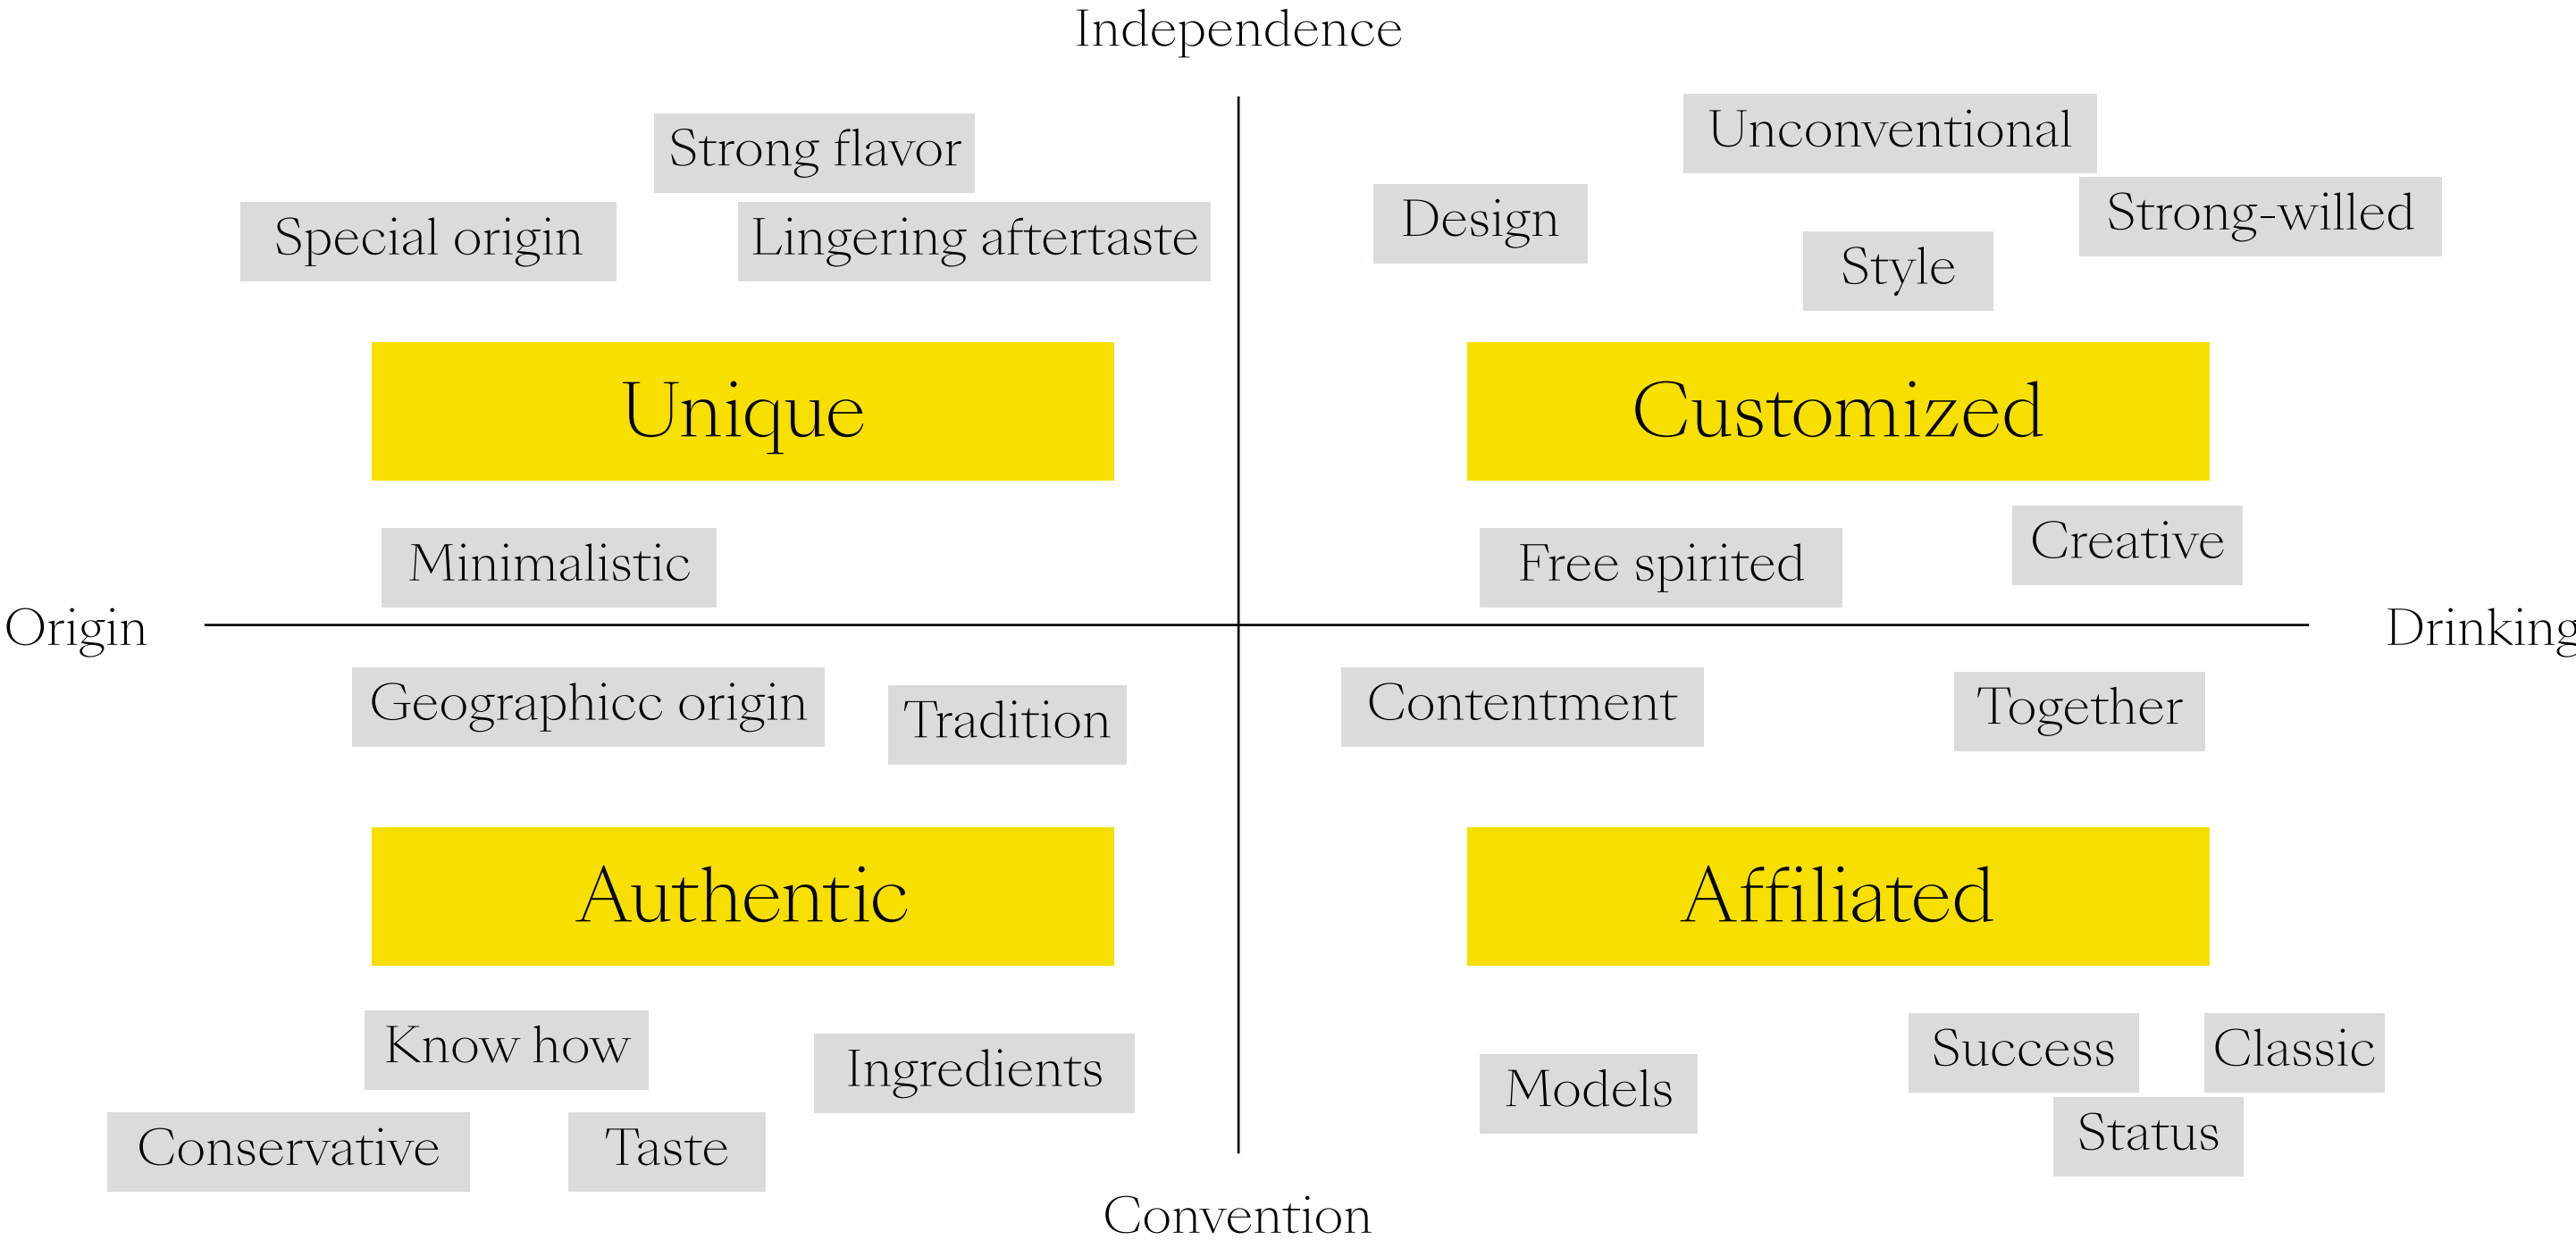 Independence
Unconventional
Strong flavor
Strong-willed
Design
Special origin
Lingering aftertaste
Style
Unique
Customized
Creative
Minimalistic
Free spirited
Origin
Drinking
Geographicc origin
Tradition
Contentment
Together
Authentic
Affiliated
Know how
Ingredients
Success
Classic
Models
Conservative
Taste
Status
Convention